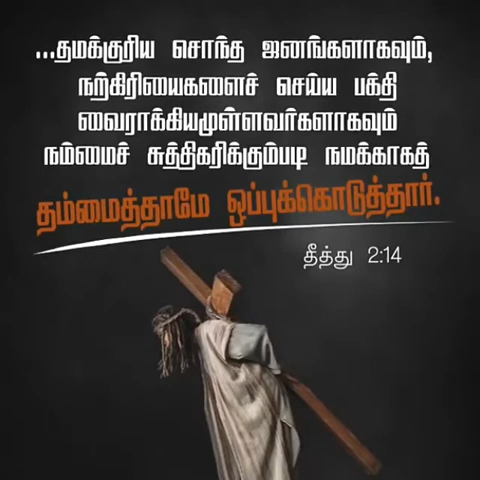 ...தமக்குரிய சொந்த ஜனங்களாகவும்,
நற்கிரியைகளைச் செய்ய பக்தி
வைராக்கியமுள்ளவர்களாகவும்
நம்மைச் சுத்திகரிக்கும்படி நமக்காகத்
தம்மைத்தாமே ஒப்புக்கொடுத்தார்.
தீத்து 2:14